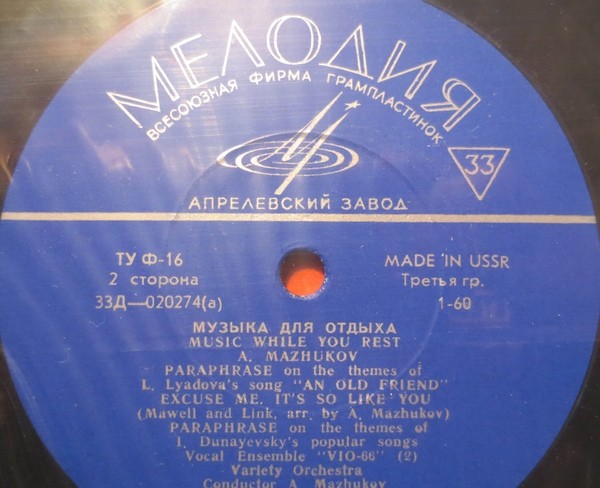 МЕЛОДИЯ
ВСЕСОЮЗНАЯ ФИРМА ГРАМПЛАСТИНОК
33
АПРЕЛЕВСКИЙ ЗАВОД
ТУ Ф-16
MADE IN USSR
2 сторона
Третья гр.
33Д—020274(а)
1-60
МУЗЫКА ДЛЯ ОТДЫХА
MUSIC WHILE YOU REST
A. MAZHUKOV
PARAPHRASE on the themes of
L. Lyadova's song "AN OLD FRIEND"
EXCUSE ME, IT'S SO LIKE YOU
(Mawell and Link, arr. by A. Mazhukov)
PARAPHRASE on the themes of
I. Dunayevsky's popular songs
Vocal Ensemble "VIO-66" (2)
Variety Orchestra
Conductor A. Mazhukov